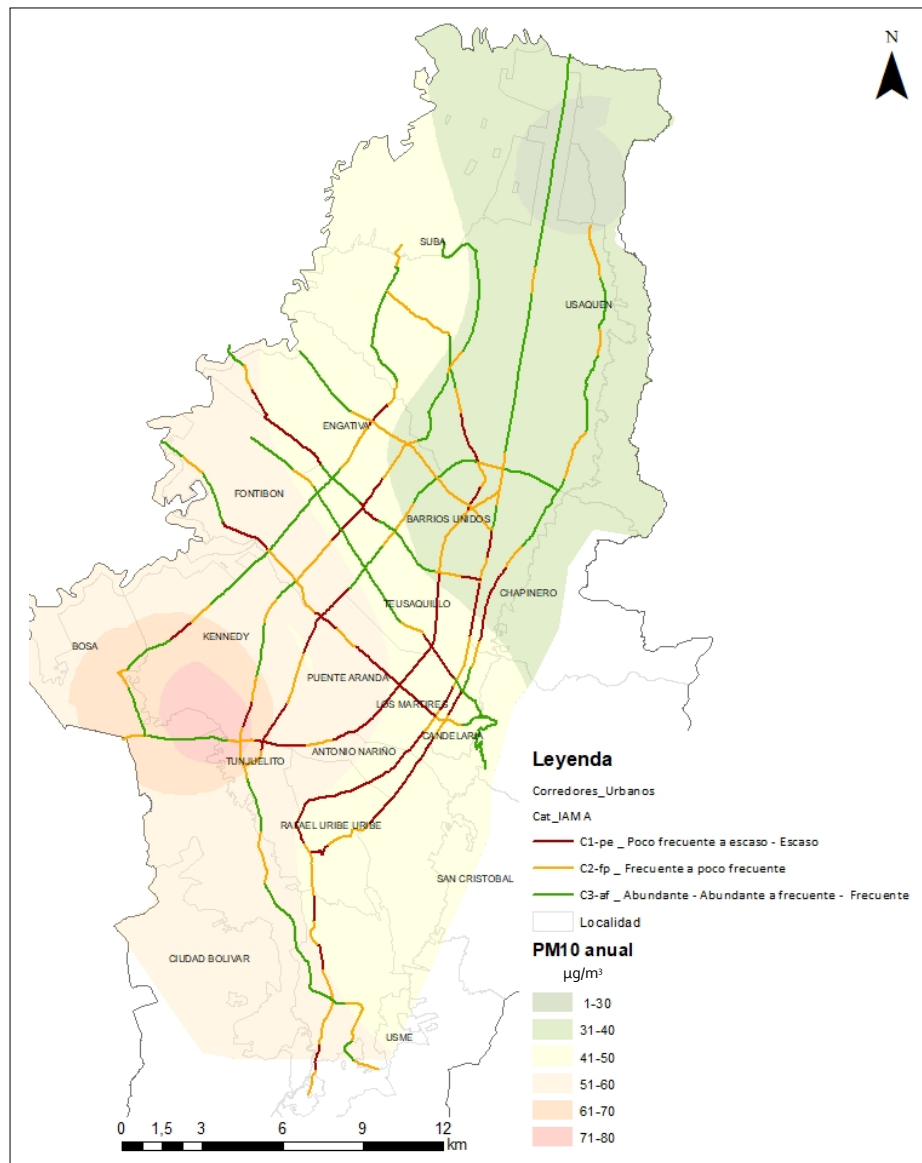 N
SUBA
USAQUEN
ENGATIVA
FONTIBON
BARRIOS UNIDOS
CHAPINERO
TEUSAQUILLO
BOSA
KENNEDY
PUENTE ARANDA
LOS MARTIRES
CANDELARIA
ANTONIO NARIÑO
TUNJUELITO
RAFAEL URIBE URIBE
SAN CRISTOBAL
CIUDAD BOLIVAR
USME
Leyenda
Corredores_Urbanos
Cat_IAM A
C1-pe _ Poco frecuente a escaso - Escaso
C2-fp _ Frecuente a poco frecuente
C3-af _ Abundante - Abundante a frecuente - Frecuente
Localidad
PM10 anual
µg/m³
1-30
31-40
41-50
51-60
61-70
71-80
0 1,5 3 6 9 12
km